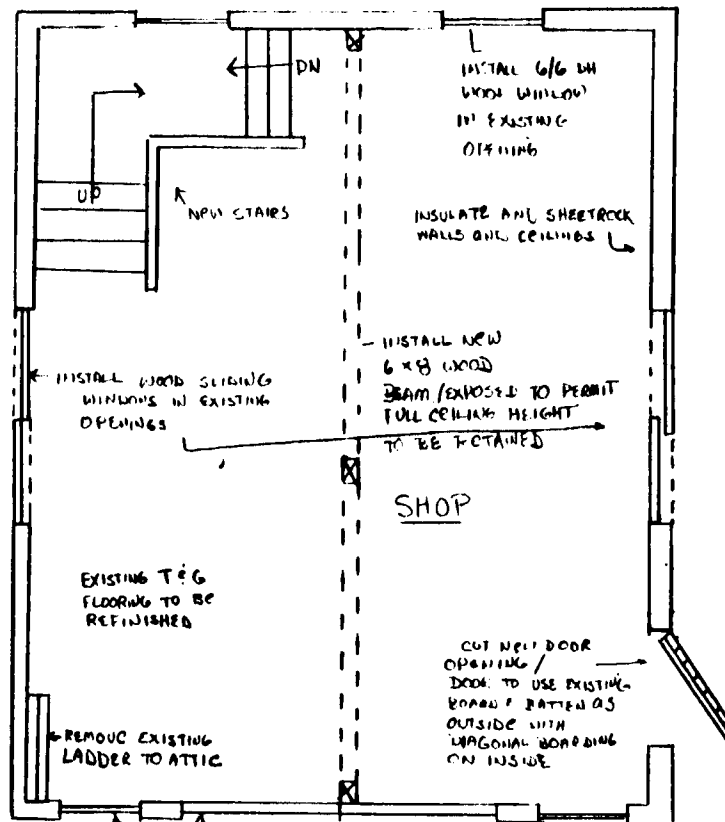 DN
INSTALL 6/6 DH
WOOD WINDOW
IN EXISTING
OPENING
UP
NEW STAIRS
INSULATE AND SHEETROCK
WALLS AND CEILINGS
INSTALL NEW
6 x 8 WOOD
BEAM/EXPOSED TO PERMIT
FULL CEILING HEIGHT
TO BE RETAINED
INSTALL WOOD SLIDING
WINDOWS IN EXISTING
OPENINGS
SHOP
EXISTING T & G
FLOORING TO BE
REFINISHED
CUT NEW DOOR
OPENING /
DOOR TO USE EXISTING
BOARD & BATTEN AS
OUTSIDE WITH
DIAGONAL BOARDING
ON INSIDE
REMOVE EXISTING
LADDER TO ATTIC